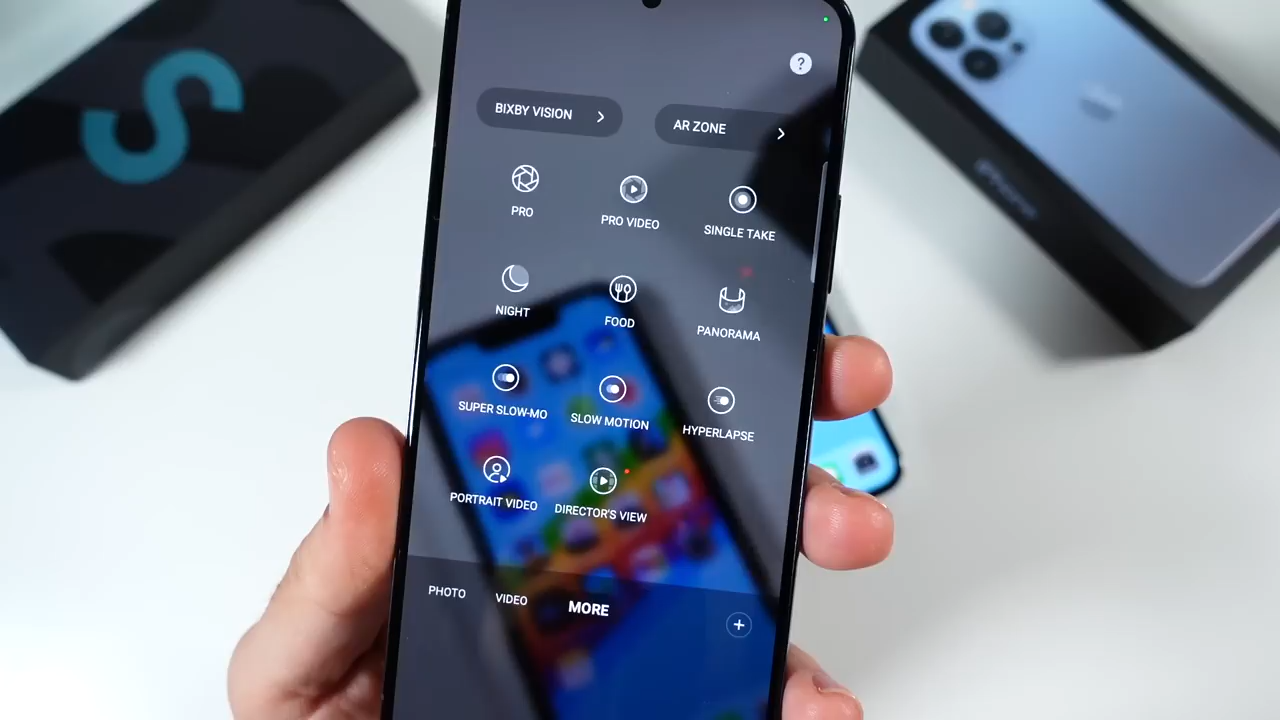 S
iPhone
?
BIXBY VISION >
AR ZONE >
PRO
PRO VIDEO
SINGLE TAKE
NIGHT
FOOD
PANORAMA
SUPER SLOW-MO
SLOW MOTION
HYPERLAPSE
PORTRAIT VIDEO
DIRECTOR'S VIEW
PHOTO
VIDEO
MORE
+